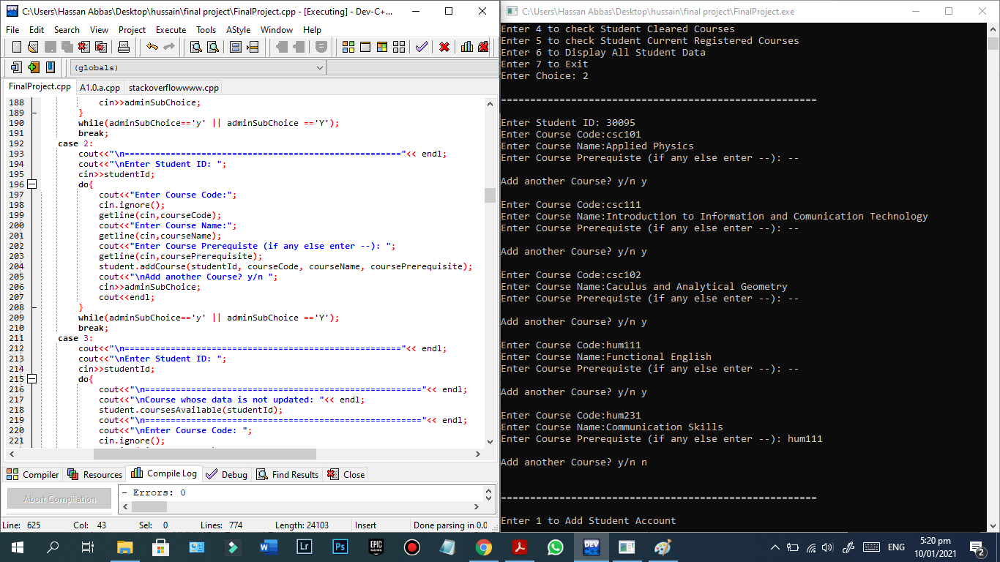 C:\Users\Hassan Abbas\Desktop\hussain\final project\FinalProject.cpp - [Executing] - Dev-C+...
File Edit Search View Project Execute Tools AStyle Window Help
(globals)
FinalProject.cpp A1.0.a.cpp stackoverflowwww.cpp
188 cin>>adminSubChoice;
189 }
190 while(adminSubChoice=='y' || adminSubChoice =='Y');
191 break;
192 case 2:
193 cout<<"\n======================================================"<< endl;
194 cout<<"\nEnter Student ID: ";
195 cin>>studentId;
196 do{
197 cout<<"Enter Course Code:";
198 cin.ignore();
199 getline(cin,courseCode);
200 cout<<"Enter Course Name:";
201 getline(cin,courseName);
202 cout<<"Enter Course Prerequiste (if any else enter --): ";
203 getline(cin,coursePrerequisite);
204 student.addCourse(studentId, courseCode, courseName, coursePrerequisite);
205 cout<<"\nAdd another Course? y/n ";
206 cin>>adminSubChoice;
207 cout<<endl;
208 }
209 while(adminSubChoice=='y' || adminSubChoice =='Y');
210 break;
211 case 3:
212 cout<<"\n======================================================"<< endl;
213 cout<<"\nEnter Student ID: ";
214 cin>>studentId;
215 do{
216 cout<<"\n======================================================"<< endl;
217 cout<<"\nCourse whose data is not updated: "<< endl;
218 student.coursesAvailable(studentId);
219 cout<<"\n======================================================"<< endl;
220 cout<<"\nEnter Course Code: ";
221 cin.ignore();
Compiler Resources Compile Log Debug Find Results Close
Abort Compilation
- Errors: 0
Line: 625 Col: 43 Sel: 0 Lines: 774 Length: 24103 Insert Done parsing in 0.0
C:\Users\Hassan Abbas\Desktop\hussain\final project\FinalProject.exe
Enter 4 to check Student Cleared Courses
Enter 5 to check Student Current Registered Courses
Enter 6 to Display All Student Data
Enter 7 to Exit
Enter Choice: 2
======================================================
Enter Student ID: 30095
Enter Course Code:csc101
Enter Course Name:Applied Physics
Enter Course Prerequiste (if any else enter --): --
Add another Course? y/n y
Enter Course Code:csc111
Enter Course Name:Introduction to Information and Comunication Technology
Enter Course Prerequiste (if any else enter --): --
Add another Course? y/n y
Enter Course Code:csc102
Enter Course Name:Caculus and Analytical Geometry
Enter Course Prerequiste (if any else enter --): --
Add another Course? y/n y
Enter Course Code:hum111
Enter Course Name:Functional English
Enter Course Prerequiste (if any else enter --): --
Add another Course? y/n y
Enter Course Code:hum231
Enter Course Name:Communication Skills
Enter Course Prerequiste (if any else enter --): hum111
Add another Course? y/n n
======================================================
Enter 1 to Add Student Account
W Lr Ps EPIC GAMES DEV
ENG
5:20 pm
10/01/2021
2